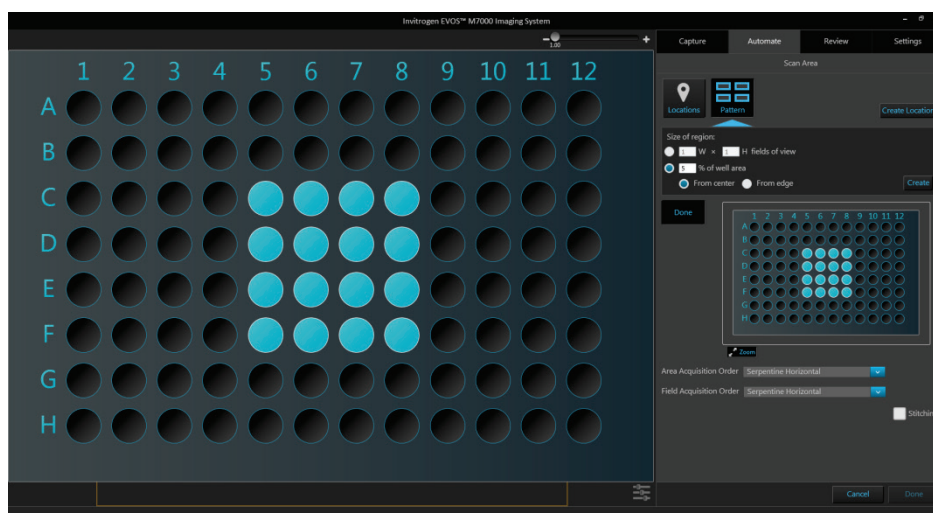 Invitrogen EVOS™ M7000 Imaging System
1.00
Capture Automate Review Settings
Scan Area
Locations Pattern Create Location
Size of region:
1 W × 1 H fields of view
5 % of well area
From center From edge
Create
Done
1 2 3 4 5 6 7 8 9 10 11 12
A
B
C
D
E
F
G
H
1 2 3 4 5 6 7 8 9 10 11 12
A
B
C
D
E
F
G
H
Zoom
Area Acquisition Order Serpentine Horizontal
Field Acquisition Order Serpentine Horizontal
Stitchin
Cancel Done